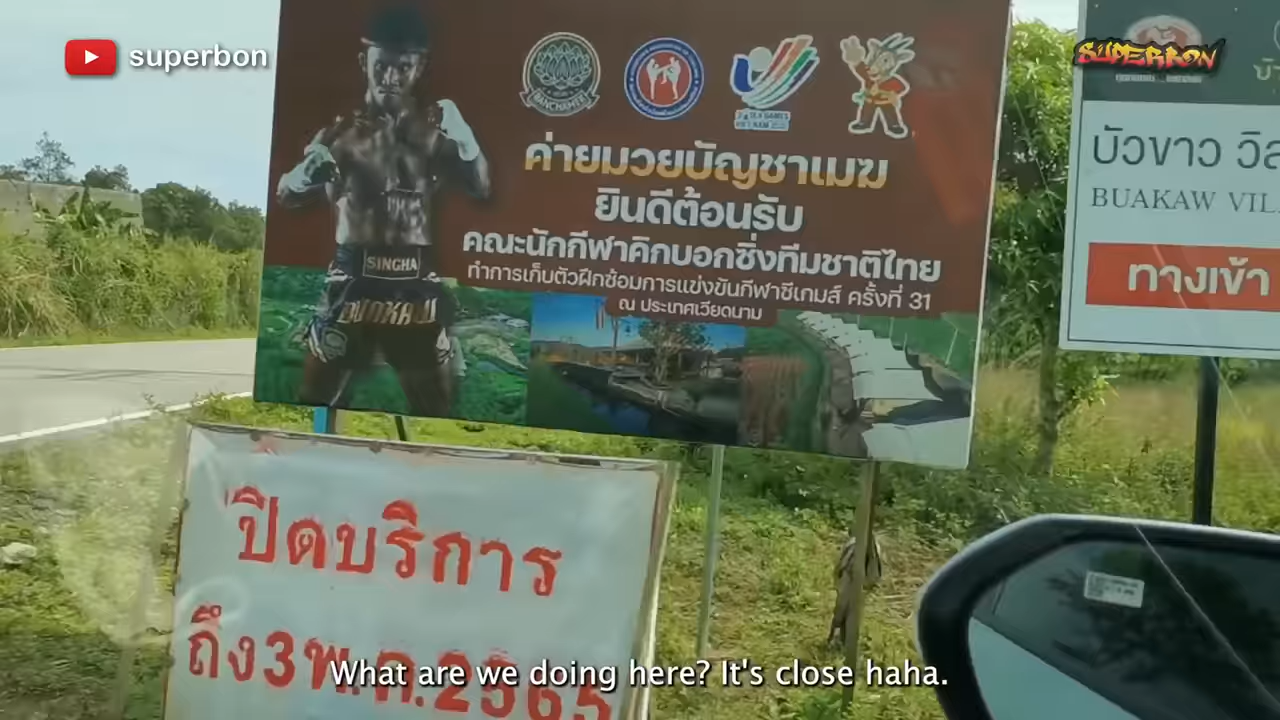 superbon
SUPERBON
BANCHAMEK
ค่ายมวยบัญชาเมฆ
ยินดีต้อนรับ
คณะนักกีฬาคิกบอกซิ่งทีมชาติไทย
ทำการเก็บตัวฝึกซ้อมการแข่งขันกีฬาซีเกมส์ ครั้งที่ 31
ณ ประเทศเวียดนาม
SINGHA
BUAKAW
บัวขาว
BUAKAW
ทางเข้า
ปิดบริการ
ถึง3พ.ค.2565
What are we doing here? It's close haha.